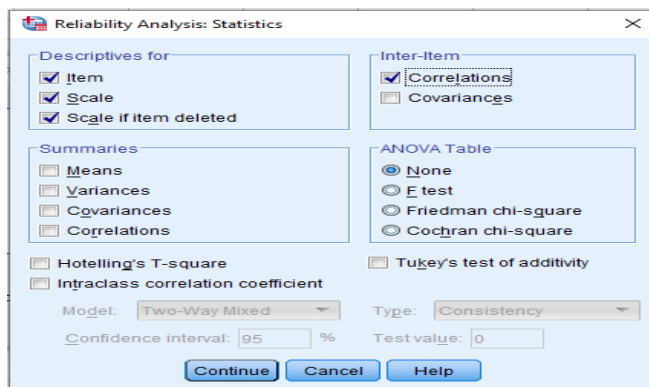 Reliability Analysis: Statistics
Descriptives for
Item
Scale
Scale if item deleted
Inter-Item
Correlations
Covariances
Summaries
Means
Variances
Covariances
Correlations
ANOVA Table
None
F test
Friedman chi-square
Cochran chi-square
Hotelling's T-square
Tukey's test of additivity
Intraclass correlation coefficient
Model: Two-Way Mixed Type: Consistency
Confidence interval: 95 % Test value: 0
Continue Cancel Help